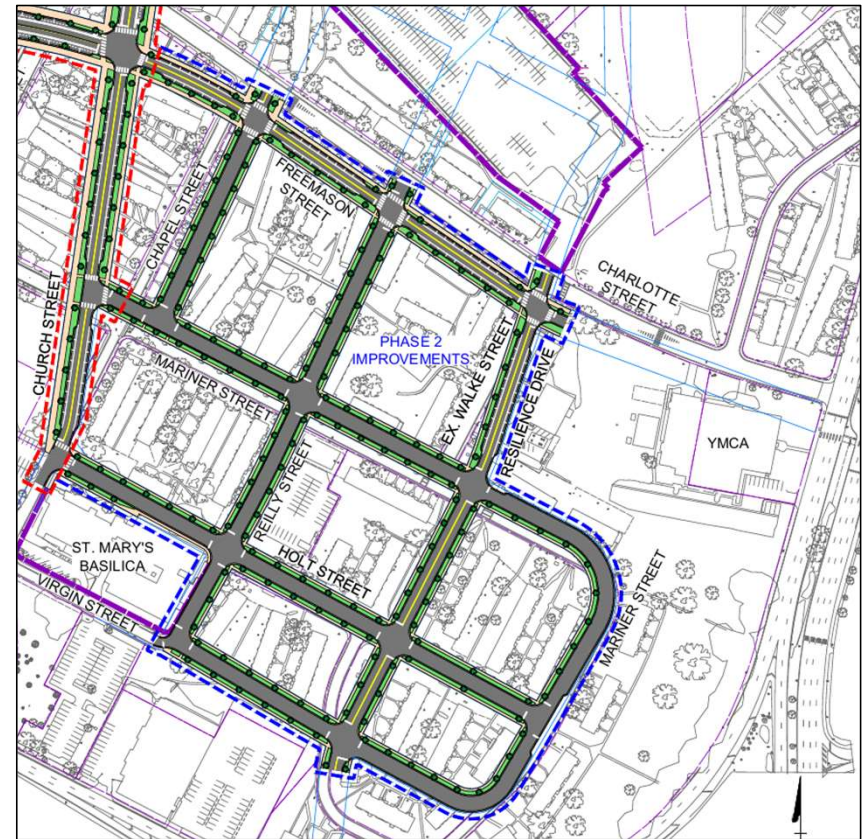 FREEMASON
STREET
CHAPEL STREET
CHARLOTTE
STREET
CHURCH STREET
PHASE 2
IMPROVEMENTS
MARINER STREET
EX. WALKE STREET
RESILIENCE DRIVE
YMCA
REILLY STREET
HOLT STREET
ST. MARY'S
BASILICA
VIRGIN STREET
MARINER STREET